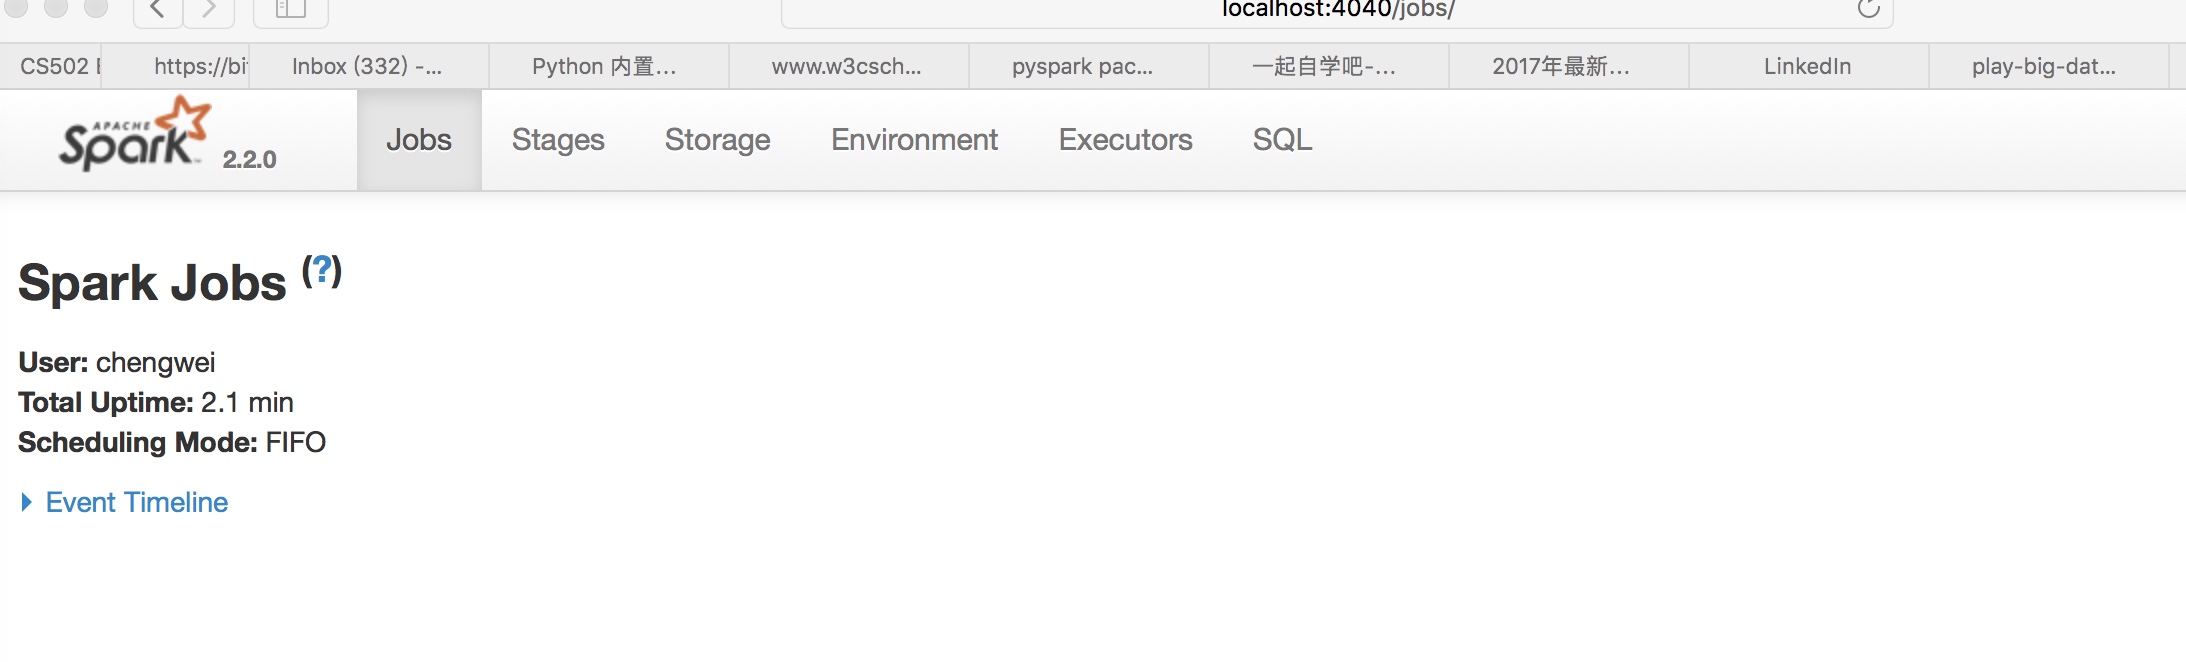 localhost:4040/jobs/
CS502 https://bi Inbox (332) -... Python 内置... www.w3csch... pyspark pac... 一起自学吧-... 2017年最新... LinkedIn play-big-dat...
APACHE Spark™ 2.2.0 Jobs Stages Storage Environment Executors SQL
Spark Jobs (?)
User: chengwei
Total Uptime: 2.1 min
Scheduling Mode: FIFO
Event Timeline